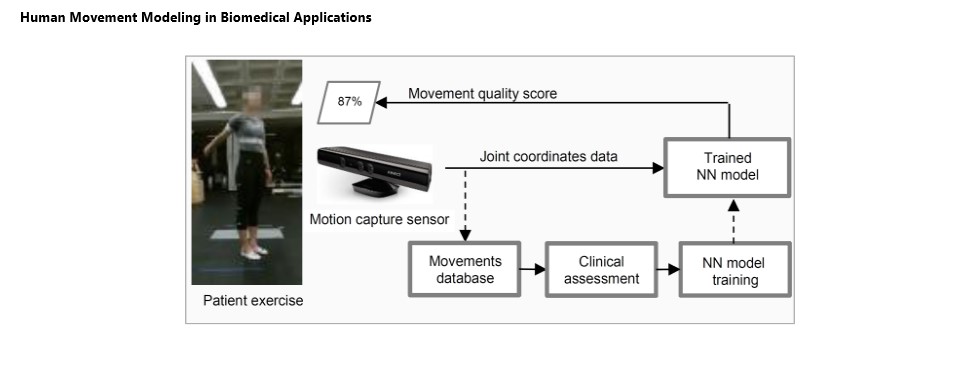 Human Movement Modeling in Biomedical Applications
87%
Movement quality score
Joint coordinates data
Trained
NN model
Motion capture sensor
Movements
database
Clinical
assessment
NN model
training
Patient exercise